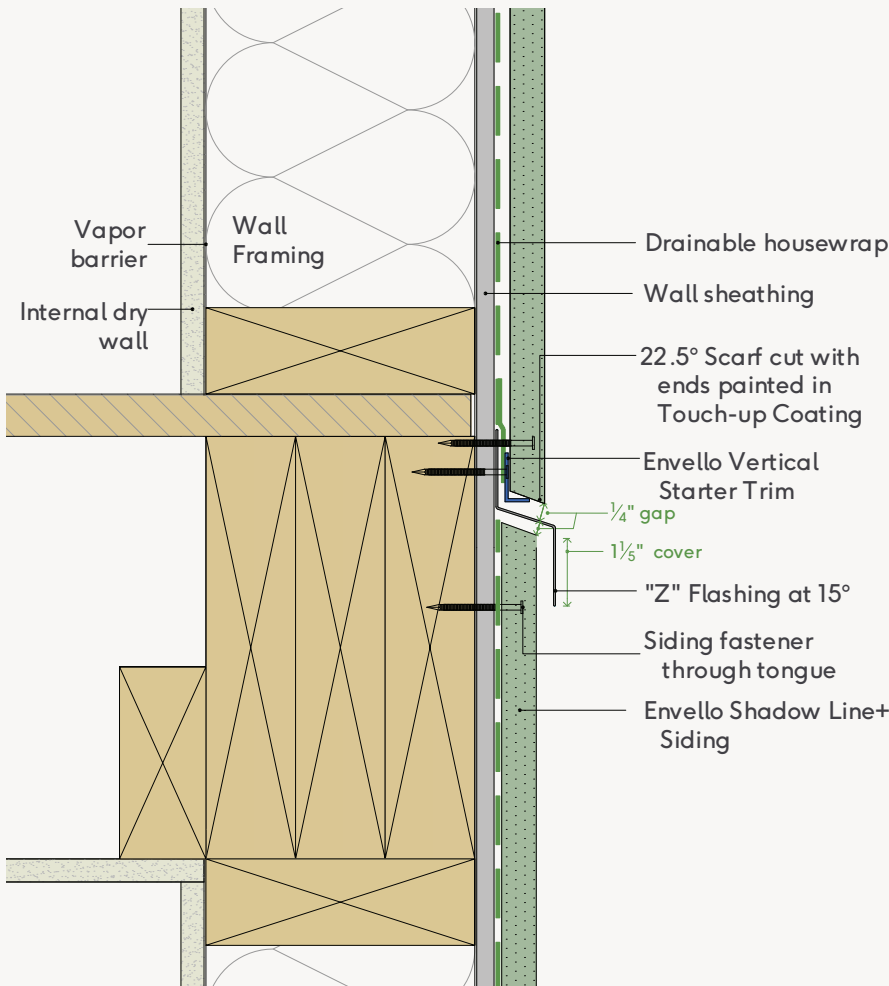 Vapor
barrier
Wall
Framing
Internal dry
wall
Drainable housewrap
Wall sheathing
22.5° Scarf cut with
ends painted in
Touch-up Coating
Envello Vertical
Starter Trim
¼" gap
1⅕" cover
"Z" Flashing at 15°
Siding fastener
through tongue
Envello Shadow Line+
Siding